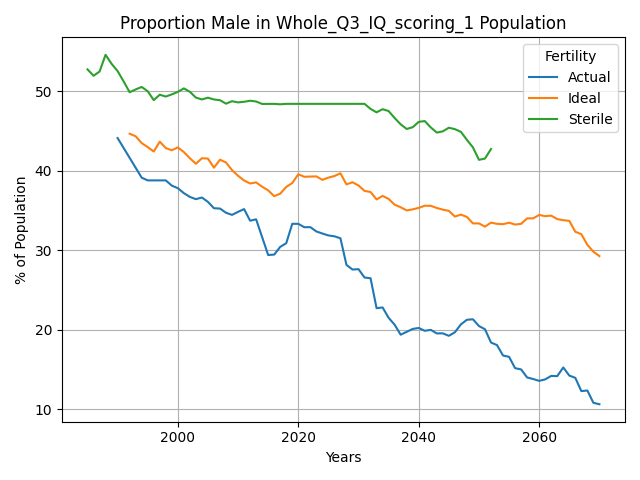 Proportion Male in Whole_Q3_IQ_scoring_1 Population
Fertility
Actual
Ideal
Sterile
% of Population
50
40
30
20
10
2000 2020 2040 2060
Years